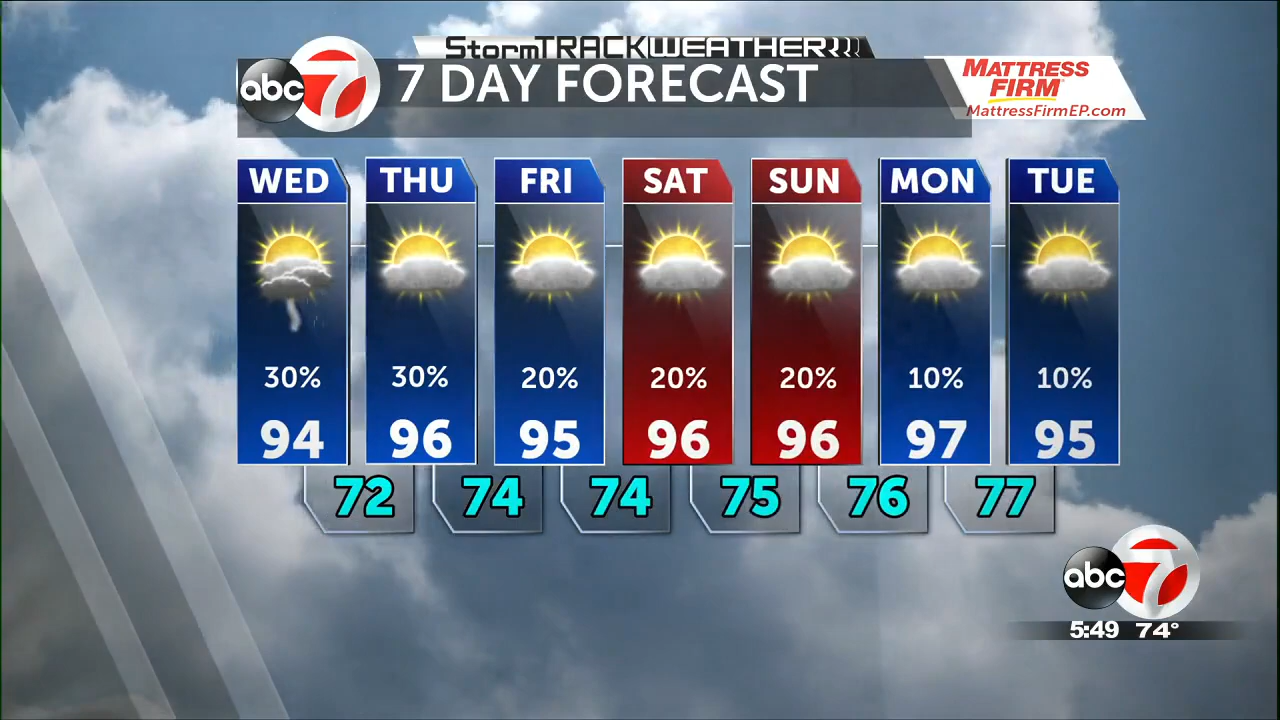 StormTRACKWEATHER
abc 7
7 DAY FORECAST
MATTRESS
FIRM
MattressFirmEP.com
WED THU FRI SAT SUN MON TUE
30% 30% 20% 20% 20% 10% 10%
94 96 95 96 96 97 95
72 74 74 75 76 77
abc 7
5:49 74°